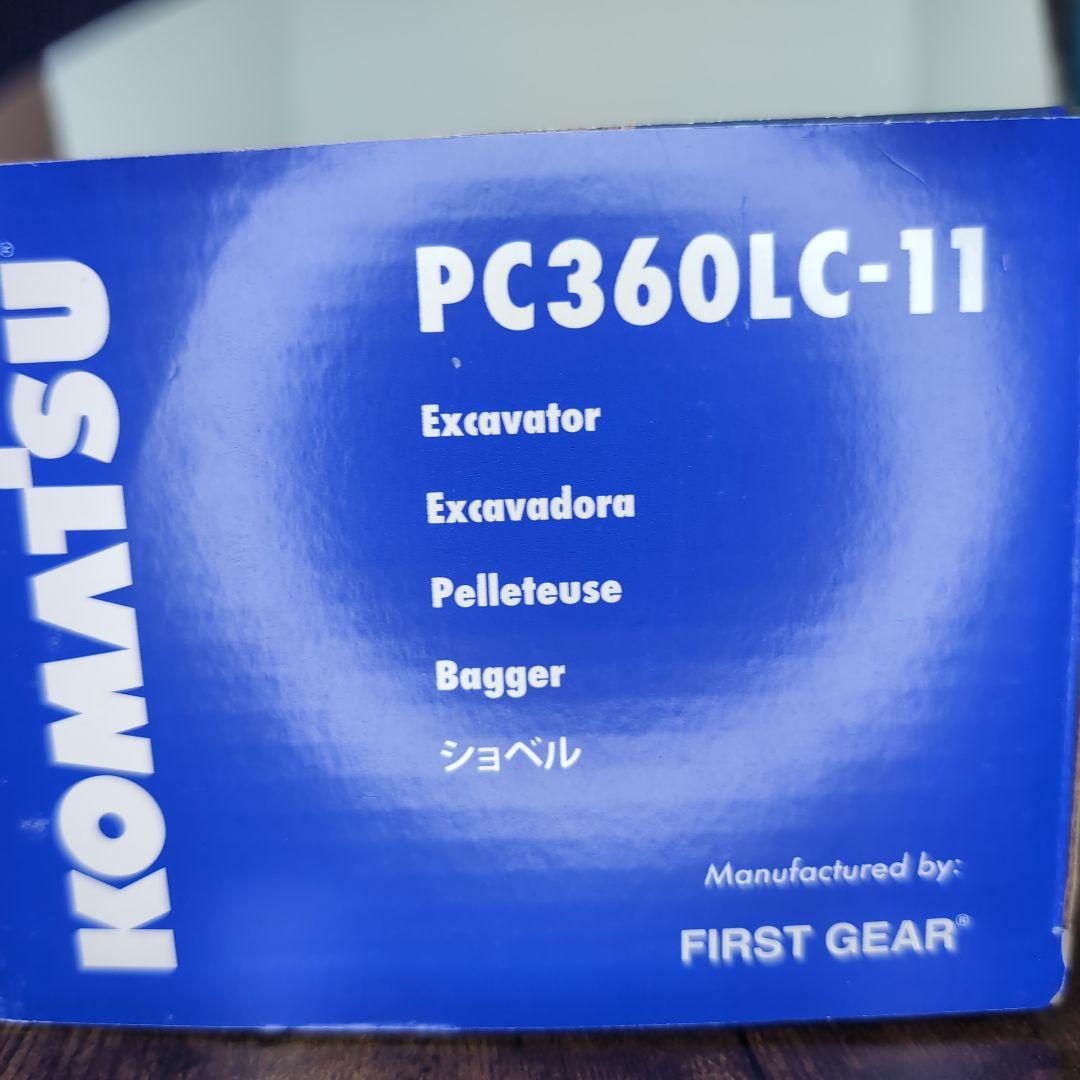 KOMATSU®
PC360LC-11
Excavator
Excavadora
Pelleteuse
Bagger
ショベル
Manufactured by:
FIRST GEAR®